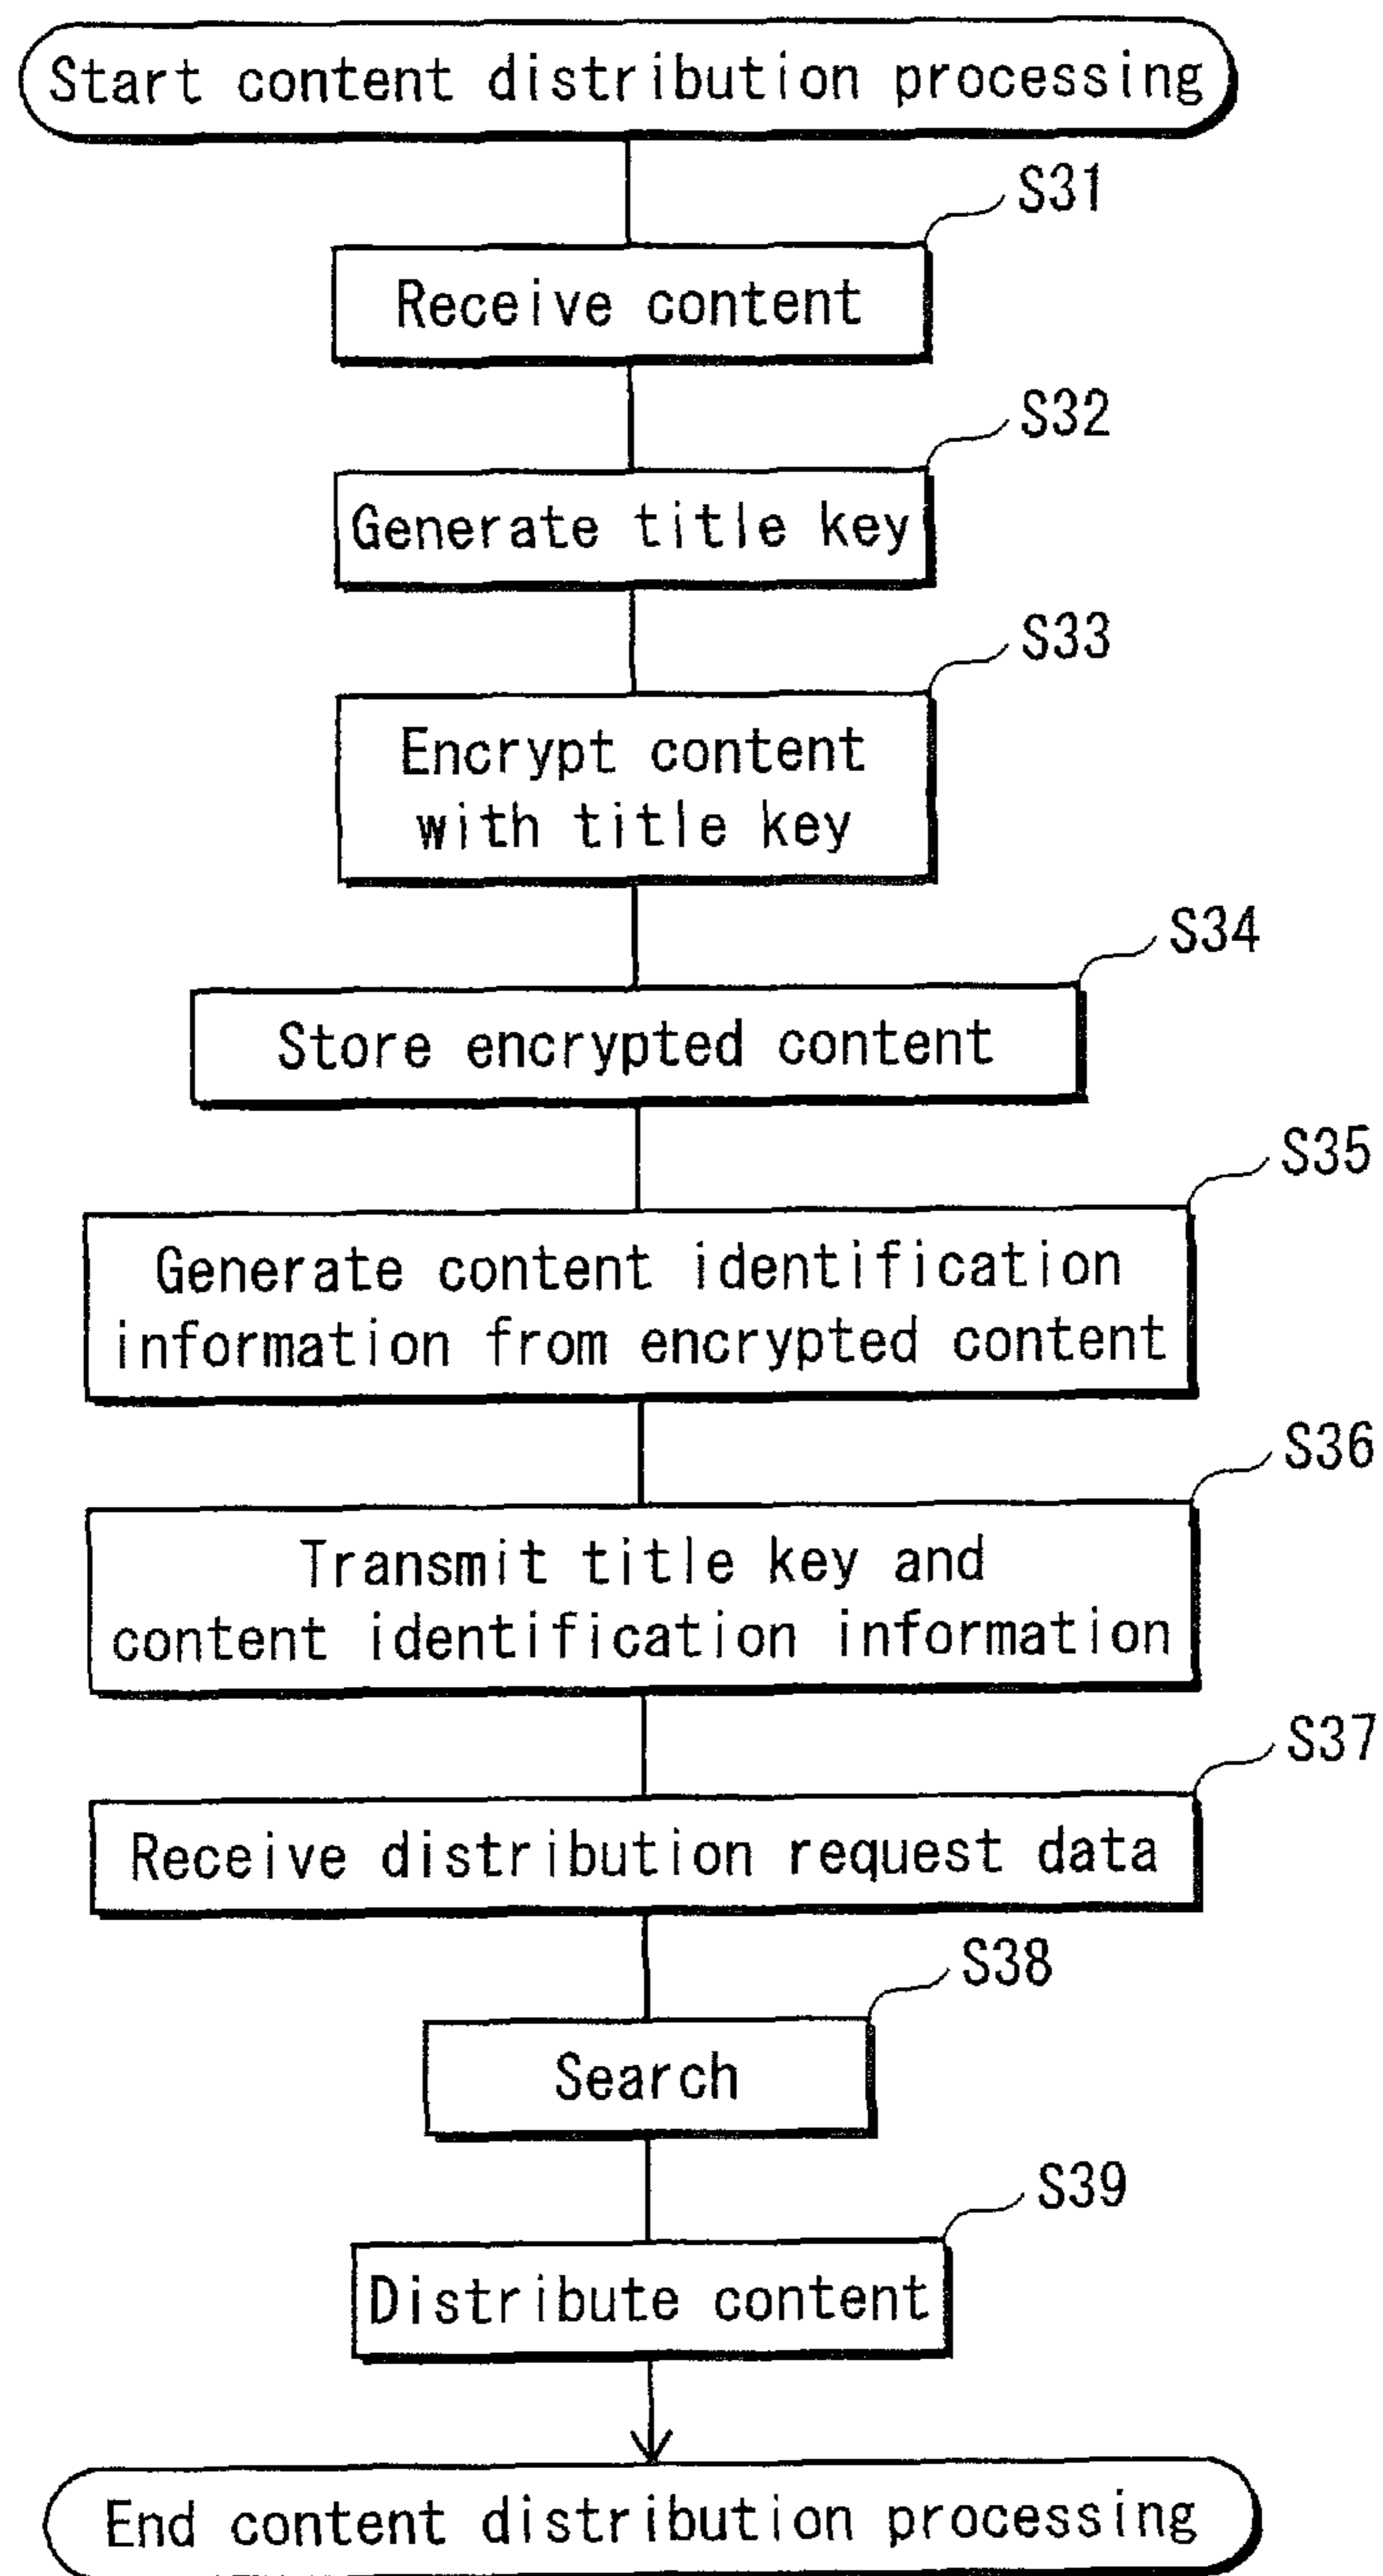 Start content distribution processing
S31
Receive content
S32
Generate title key
S33
Encrypt content
with title key
S34
Store encrypted content
S35
Generate content identification
information from encrypted content
S36
Transmit title key and
content identification information
S37
Receive distribution request data
S38
Search
S39
Distribute content
End content distribution processing